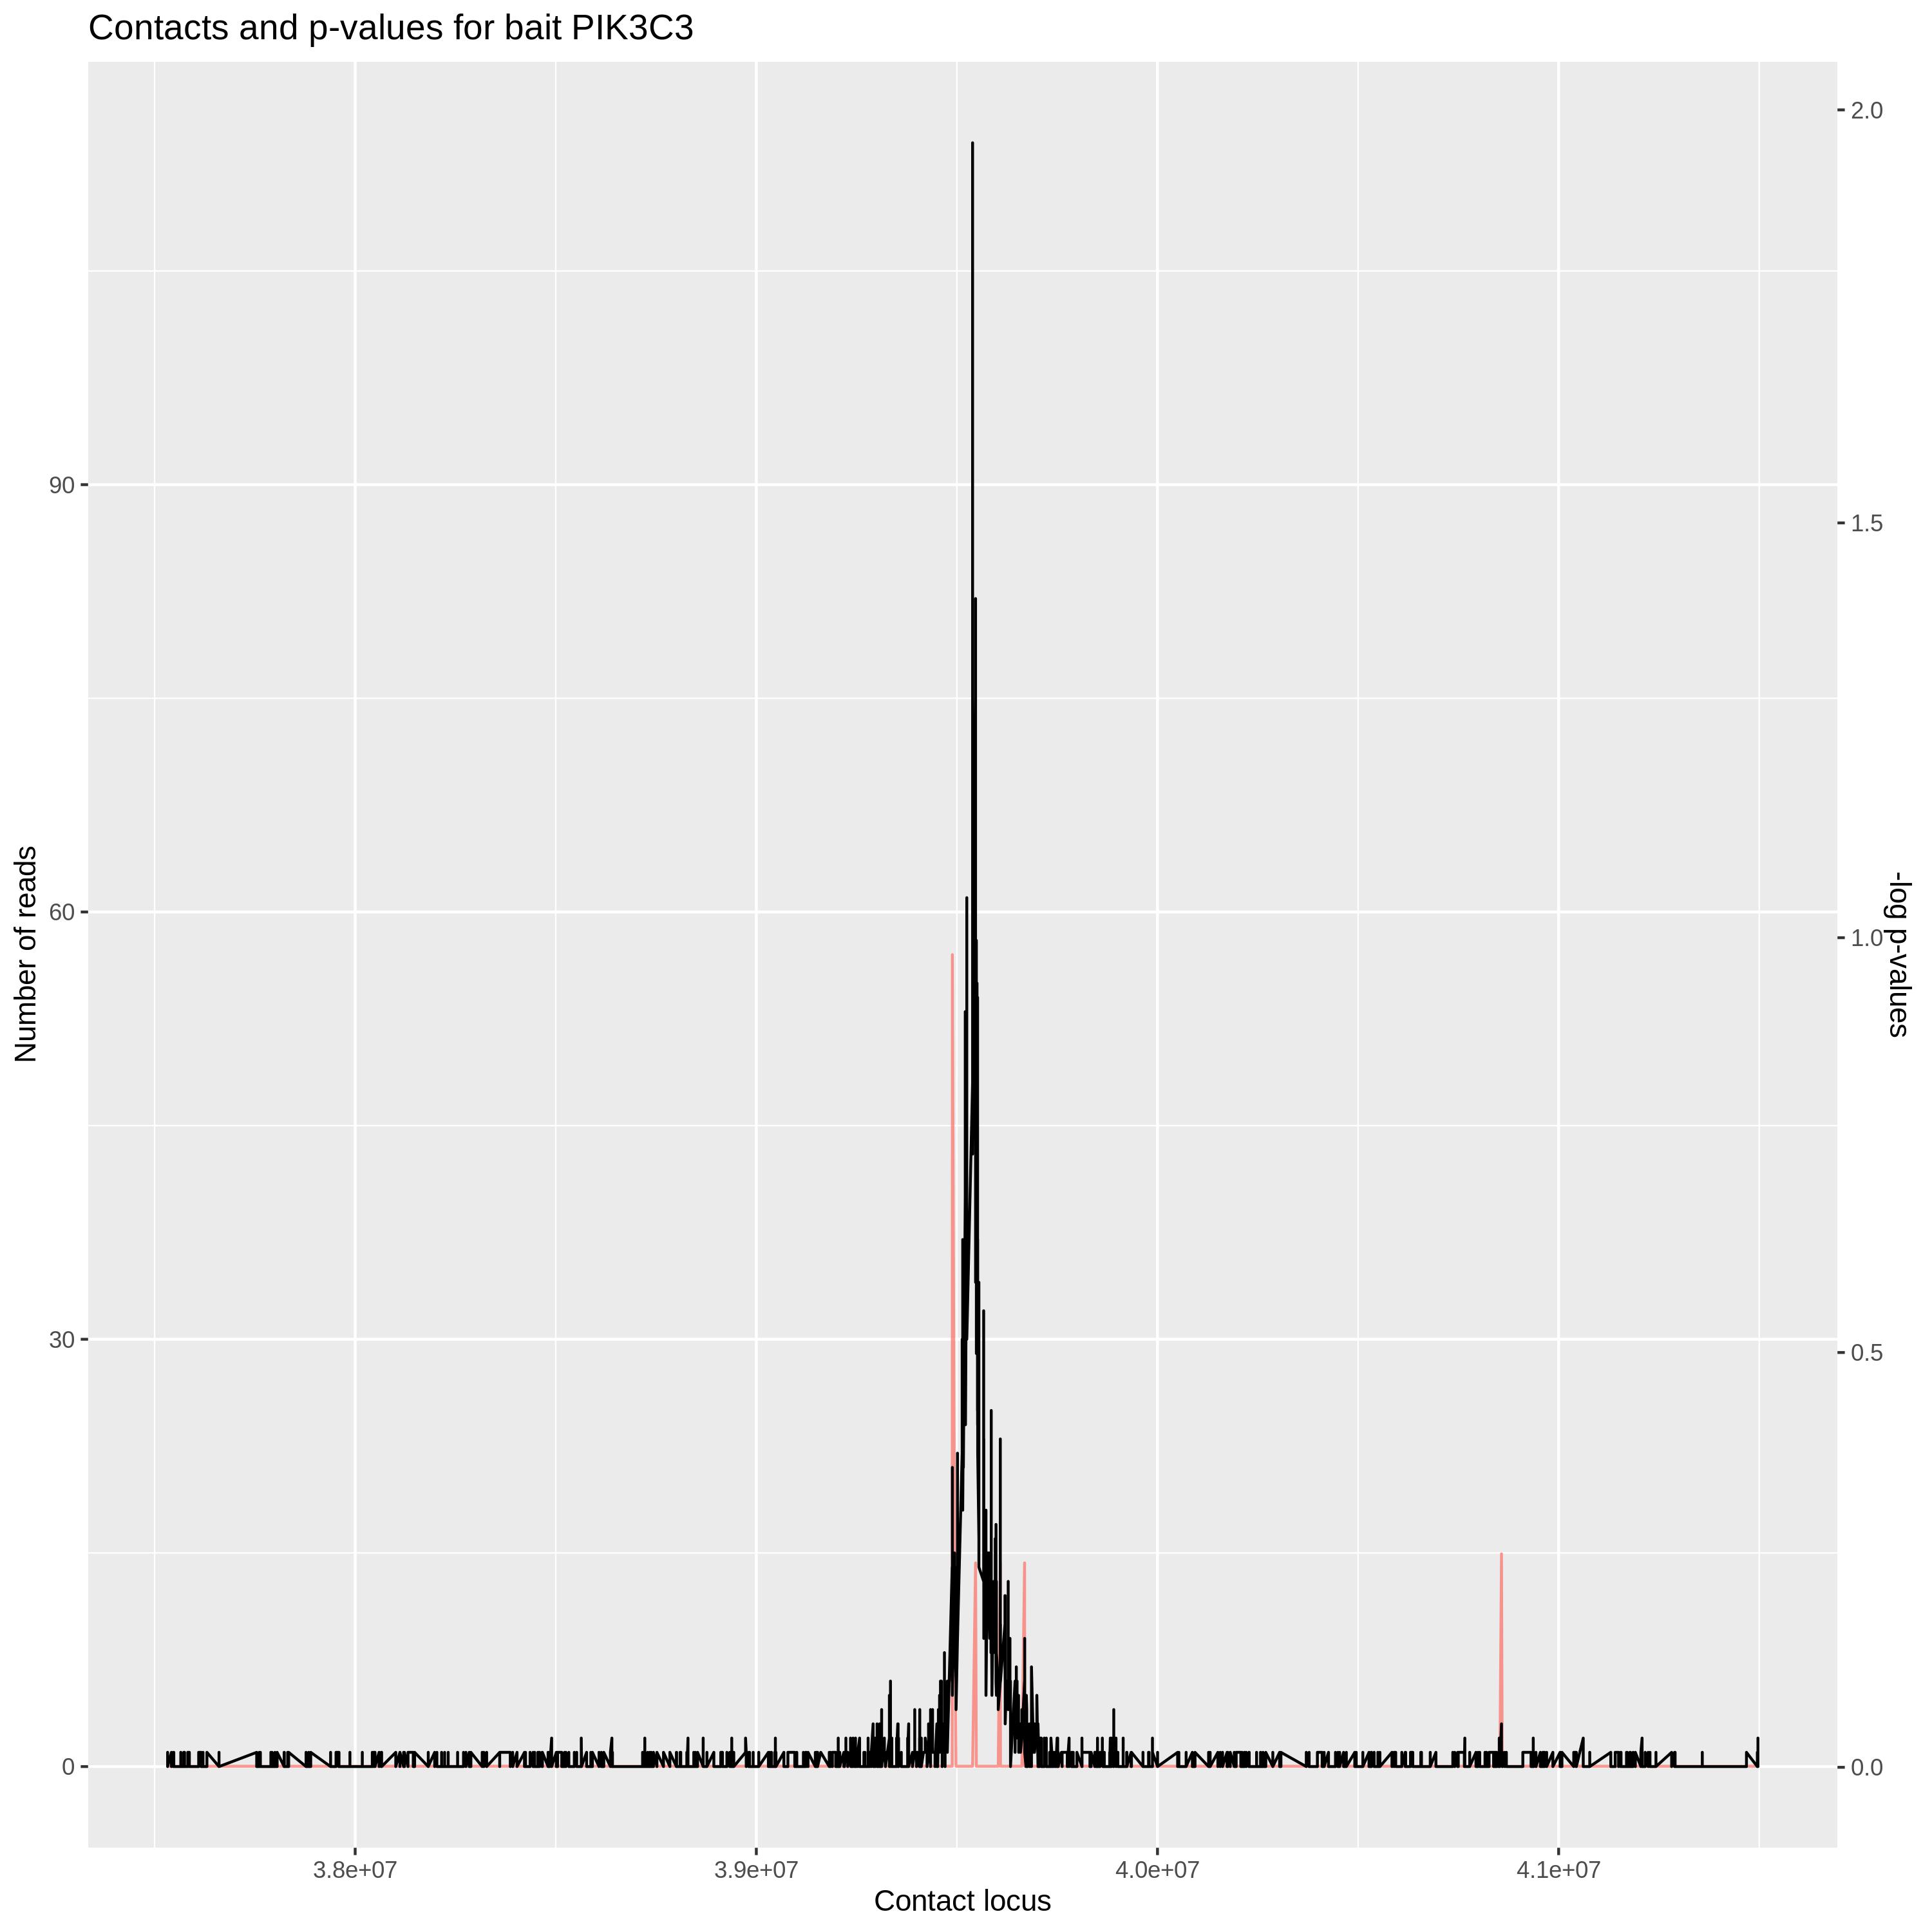 Contacts and p-values for bait PIK3C3
2.0
90
1.5
60
1.0
30
0.5
0
0.0
Number of reads
-log p-values
3.8e+07
3.9e+07
4.0e+07
4.1e+07
Contact locus